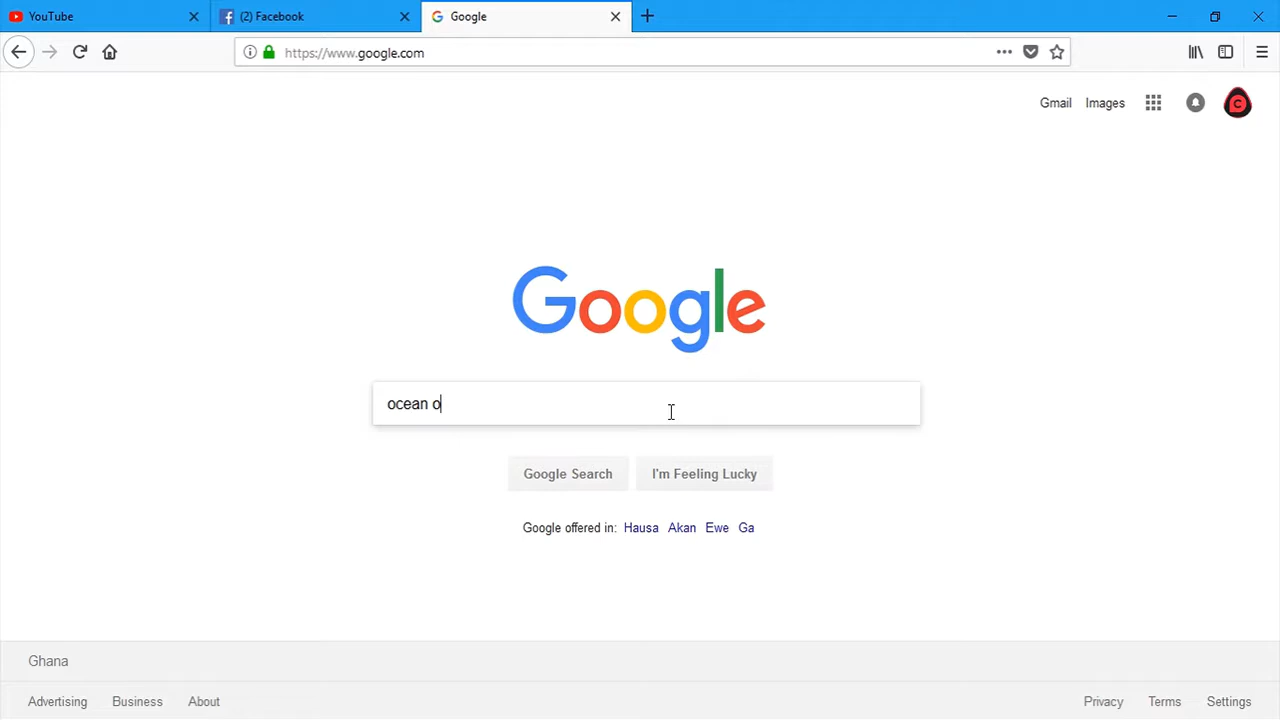 YouTube
(2) Facebook
Google
https://www.google.com
Gmail Images
C
Google
ocean o
Google Search
I'm Feeling Lucky
Google offered in: Hausa Akan Ewe Ga
Ghana
Advertising Business About
Privacy Terms Settings